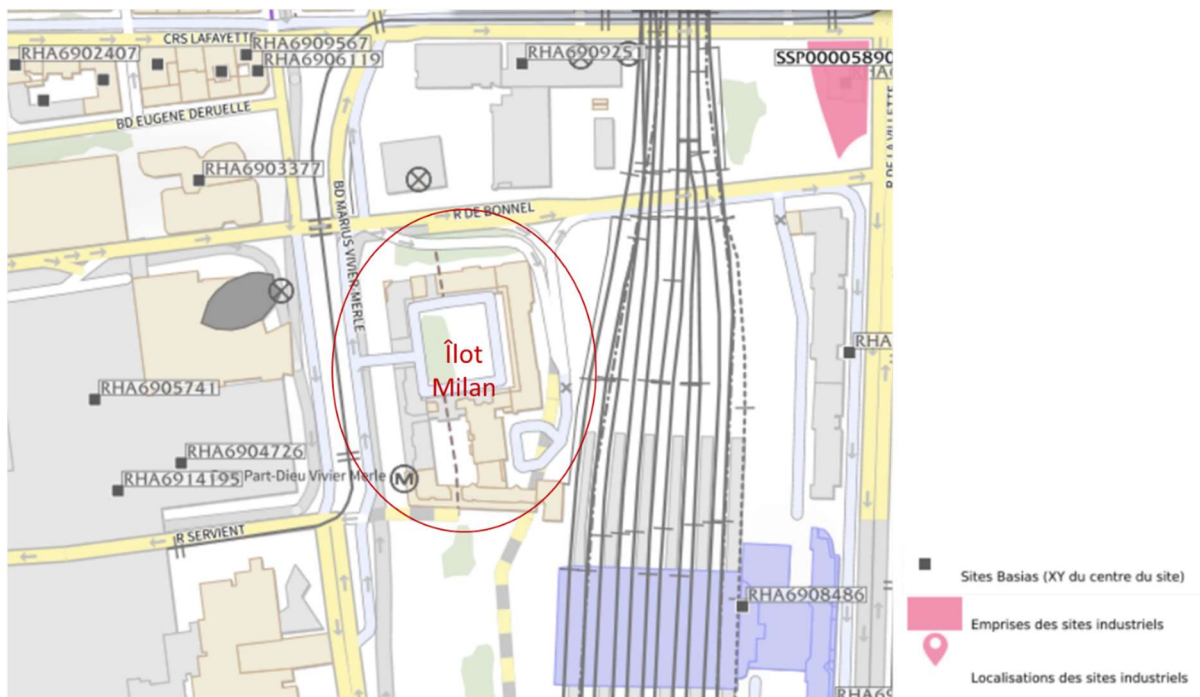 CRS LAFAYETTE
RHA6902407
RHA6909567
RHA6906119
RHA6909251
SSP00005890
BD EUGENE DERUELLE
RHA6903377
R DE BONNEL
BD MARIUS VIVIER-MERLE
R DE LA VILLETTE
Îlot
Milan
RHA
RHA6905741
RHA6904726
Part-Dieu Vivier Merle
M
RHA6914195
R SERVIENT
RHA6908486
RHA69
Sites Basias (XY du centre du site)
Emprises des sites industriels
Localisations des sites industriels